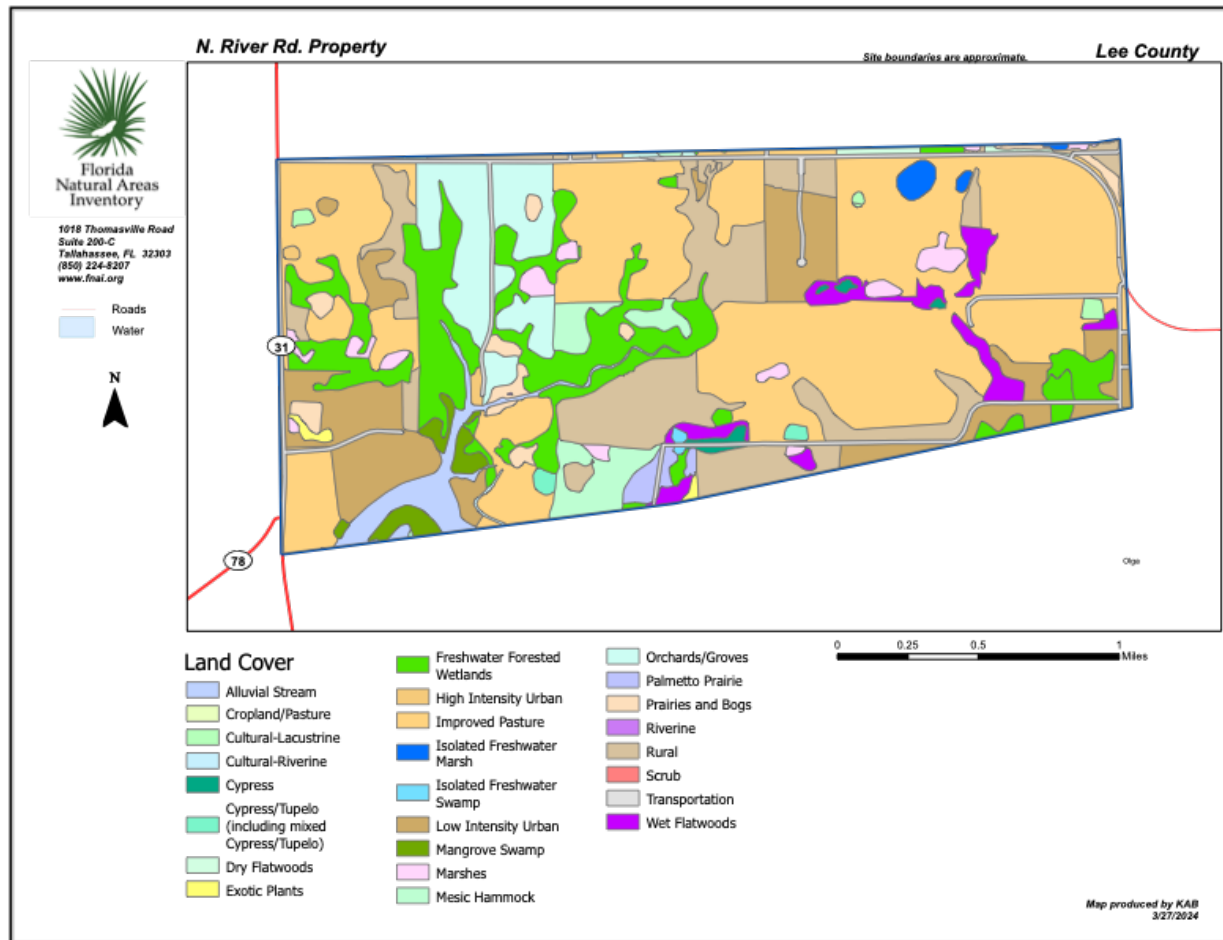 N. River Rd. Property
Site boundaries are approximate.
Lee County
Florida
Natural Areas
Inventory
1018 Thomasville Road
Suite 200-C
Tallahassee, FL 32303
(850) 224-8207
www.fnai.org
Roads
Water
N
31
78
Olga
0 0.25 0.5 1
Miles
Land Cover
Alluvial Stream
Cropland/Pasture
Cultural-Lacustrine
Cultural-Riverine
Cypress
Cypress/Tupelo
(including mixed
Cypress/Tupelo)
Dry Flatwoods
Exotic Plants
Freshwater Forested
Wetlands
High Intensity Urban
Improved Pasture
Isolated Freshwater
Marsh
Isolated Freshwater
Swamp
Low Intensity Urban
Mangrove Swamp
Marshes
Mesic Hammock
Orchards/Groves
Palmetto Prairie
Prairies and Bogs
Riverine
Rural
Scrub
Transportation
Wet Flatwoods
Map produced by KAB
3/27/2024